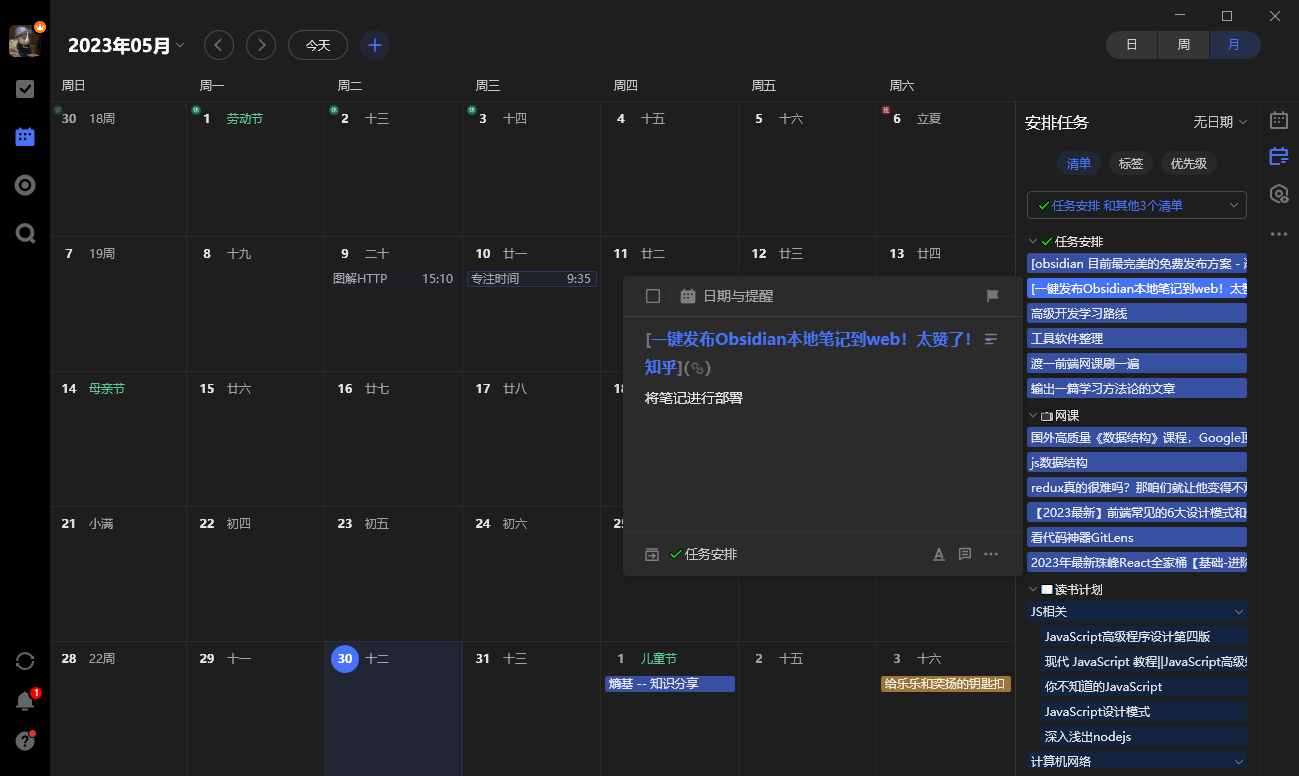 2023年05月
今天
日 周 月
周日 周一 周二 周三 周四 周五 周六
休 休 休 休 班
30 18周 1 劳动节 2 十三 3 十四 4 十五 5 十六 6 立夏
7 19周 8 十九 9 二十 10 廿一 11 廿二 12 廿三 13 廿四
图解HTTP 15:10 专注时间 9:35
14 母亲节 15 廿六 16 廿七 17 廿八
21 小满 22 初四 23 初五 24 初六
28 22周 29 十一 30 十二 31 十三 1 儿童节 2 十五 3 十六
熵基 -- 知识分享 给乐乐和奕扬的钥匙扣
日期与提醒
[一键发布Obsidian本地笔记到web！太赞了！
知乎]( )
将笔记进行部署
任务安排
安排任务 无日期
清单 标签 优先级
任务安排 和其他3个清单
任务安排
[obsidian 目前最完美的免费发布方案 -
[一键发布Obsidian本地笔记到web！太赞
高级开发学习路线
工具软件整理
渡一前端网课刷一遍
输出一篇学习方法论的文章
网课
国外高质量《数据结构》课程，Google
js数据结构
redux真的很难吗？那咱们就让他变得不
【2023最新】前端常见的6大设计模式和
看代码神器GitLens
2023年最新珠峰React全家桶【基础-进阶
读书计划
JS相关
JavaScript高级程序设计第四版
现代 JavaScript 教程||JavaScript高级
你不知道的JavaScript
JavaScript设计模式
深入浅出nodejs
计算机网络
1